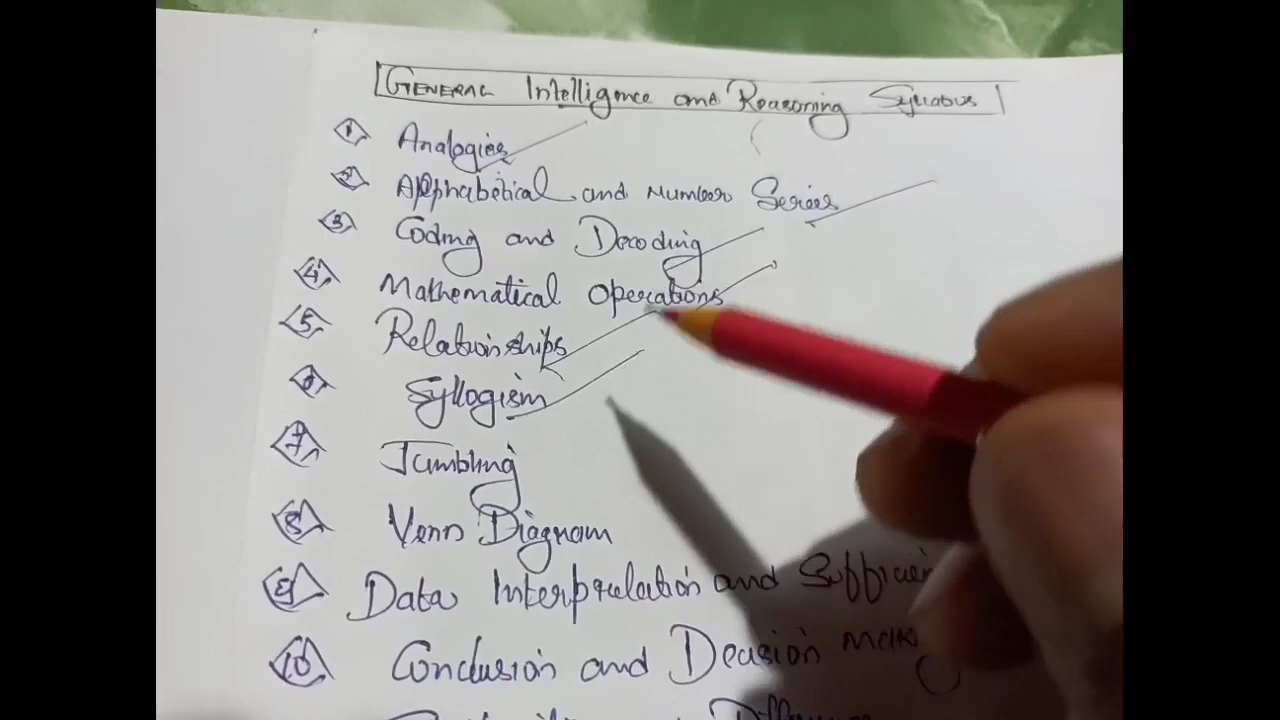 General Intelligence and Reasoning Syllabus
1 Analogies
2 Alphabetical and Number Series
3 Coding and Decoding
4 Mathematical Operations
5 Relationships
6 Syllogism
7 Jumbling
8 Venn Diagram
9 Data Interpretation and
10 Conclusion and Decision